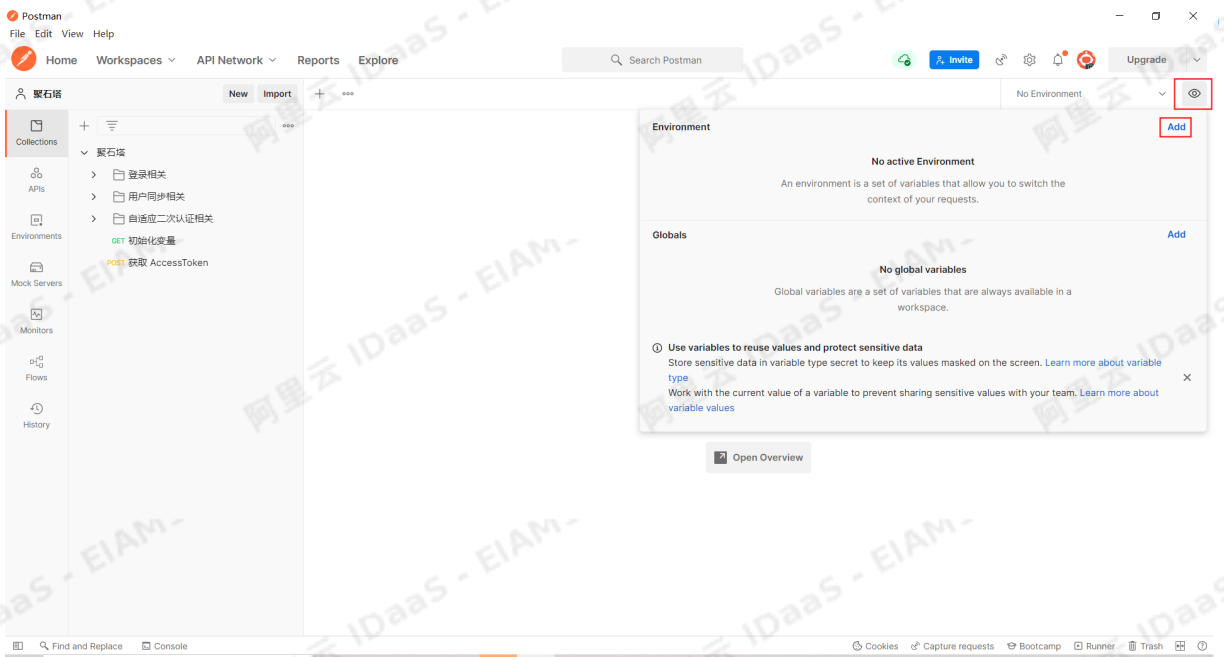 Postman
File Edit View Help
Home Workspaces API Network Reports Explore Search Postman Invite Upgrade
聚石塔 New Import No Environment
Collections
APIs
Environments
Mock Servers
Monitors
Flows
History
聚石塔
登录相关
用户同步相关
自适应二次认证相关
GET 初始化变量
POST 获取 AccessToken
Environment Add
No active Environment
An environment is a set of variables that allow you to switch the
context of your requests.
Globals Add
No global variables
Global variables are a set of variables that are always available in a
workspace.
Use variables to reuse values and protect sensitive data
Store sensitive data in variable type secret to keep its values masked on the screen. Learn more about variable
type
Work with the current value of a variable to prevent sharing sensitive values with your team. Learn more about
variable values
Open Overview
Find and Replace Console Cookies Capture requests Bootcamp Runner Trash
阿里云 IDaaS - EIAM